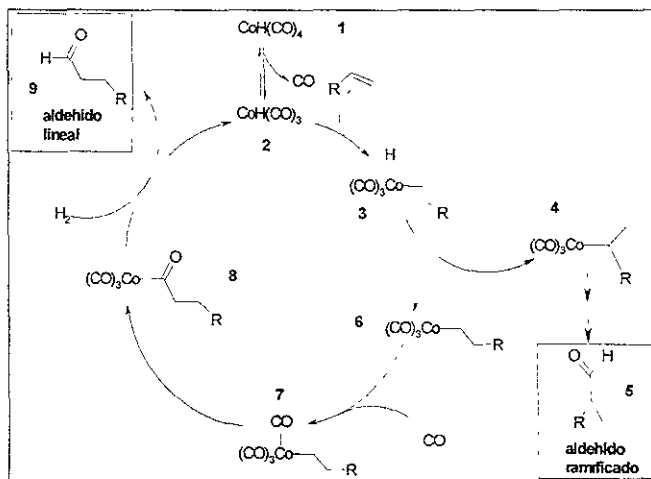 CoH(CO)₄
1
CO
R
CoH(CO)₃
2
H
O
R
9
aldehído
lineal
H
(CO)₃Co
R
3
4
(CO)₃Co
R
H₂
O
(CO)₃Co
R
8
6
(CO)₃Co
R
O
H
R
5
aldehído
ramificado
7
CO
(CO)₃Co
R
CO